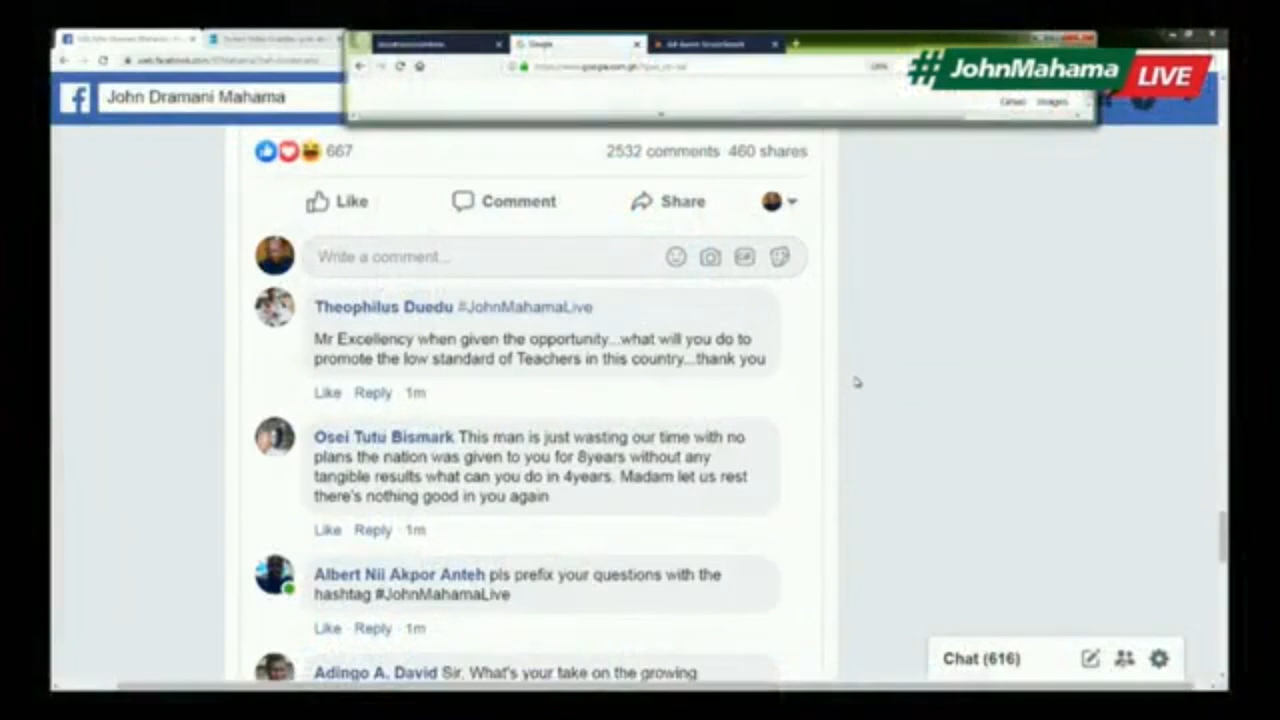 #JohnMahama LIVE
Google
John Dramani Mahama
Gmail Images
667
2532 comments 460 shares
Like Comment Share
Write a comment...
Theophilus Duedu #JohnMahamaLive
Mr Excellency when given the opportunity...what will you do to
promote the low standard of Teachers in this country...thank you
Like Reply 1m
Osei Tutu Bismark This man is just wasting our time with no
plans the nation was given to you for 8years without any
tangible results what can you do in 4years. Madam let us rest
there's nothing good in you again
Like Reply 1m
Albert Nii Akpor Anteh pls prefix your questions with the
hashtag #JohnMahamaLive
Like Reply 1m
Adingo A. David Sir. What's your take on the growing
Chat (616)